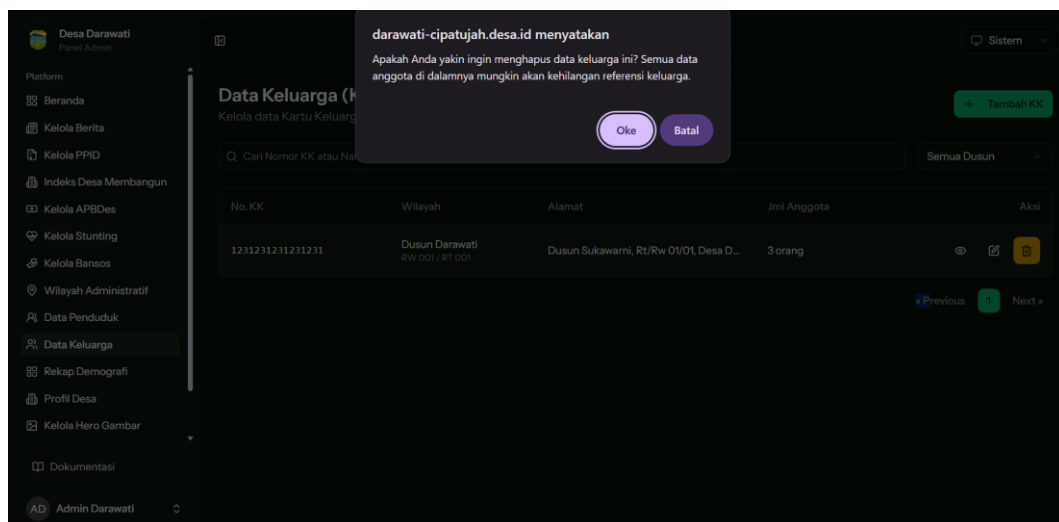 Desa Darawati
Panel Admin
Platform
Beranda
Kelola Berita
Kelola PPID
Indeks Desa Membangun
Kelola APBDes
Kelola Stunting
Kelola Bansos
Wilayah Administratif
Data Penduduk
Data Keluarga
Rekap Demografi
Profil Desa
Kelola Hero Gambar
Dokumentasi
AD Admin Darawati
darawati-cipatujah.desa.id menyatakan
Apakah Anda yakin ingin menghapus data keluarga ini? Semua data
anggota di dalamnya mungkin akan kehilangan referensi keluarga.
Oke Batal
Sistem
Data Keluarga (K
Kelola data Kartu Keluarg
+ Tambah KK
Cari Nomor KK atau Na
Semua Dusun
No. KK Wilayah Alamat Jml Anggota Aksi
1231231231231231 Dusun Darawati Dusun Sukawarni, Rt/Rw 01/01, Desa D... 3 orang
RW 001 / RT 001
« Previous 1 Next »